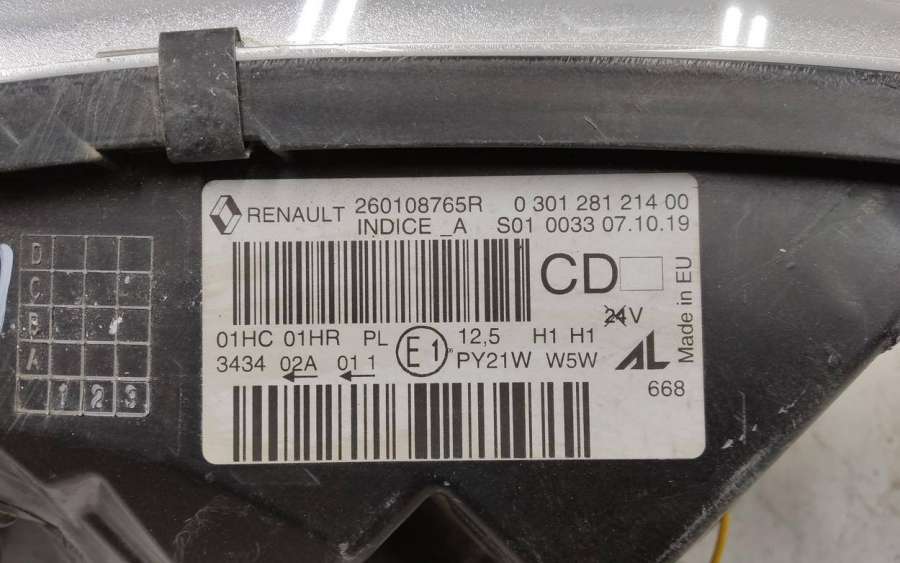 RENAULT 260108765R 0 301 281 214 00
INDICE _A S01 0033 07.10.19
CD
24V
01HC 01HR PL E1 12,5 H1 H1
3434 02A 01 1 PY21W W5W AL
668
Made in EU
D
C
B
A
1 2 3